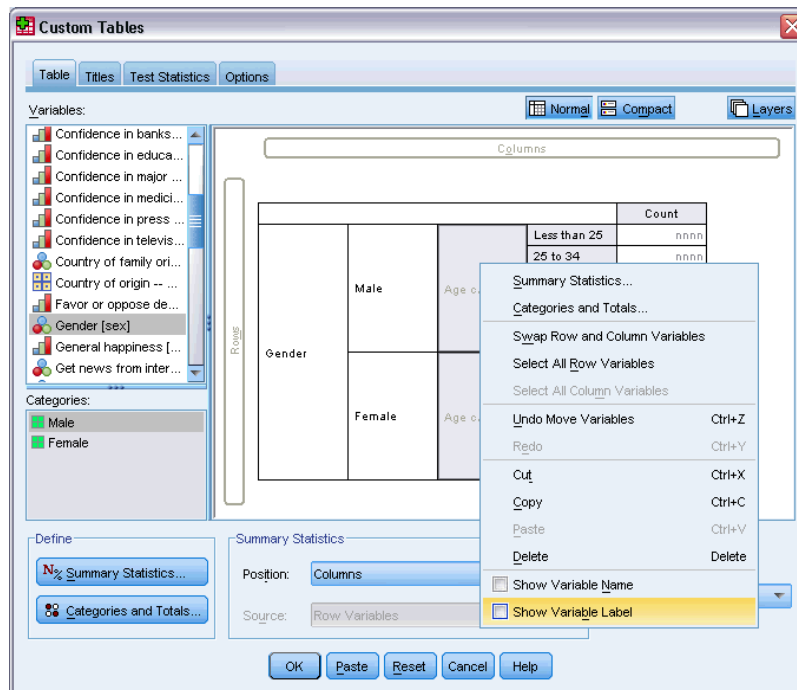 Custom Tables
Table Titles Test Statistics Options
Variables:
Normal Compact Layers
Confidence in banks...
Confidence in educa...
Confidence in major ...
Confidence in medici...
Confidence in press ...
Confidence in televis...
Country of family ori...
Country of origin -- ...
Favor or oppose de...
Gender [sex]
General happiness [...
Get news from inter...
Categories:
Male
Female
Columns
Rows
Count
Less than 25 nnnn
25 to 34 nnnn
Gender
Male
Age c
Female
Age c
Summary Statistics...
Categories and Totals...
Swap Row and Column Variables
Select All Row Variables
Select All Column Variables
Undo Move Variables Ctrl+Z
Redo Ctrl+Y
Cut Ctrl+X
Copy Ctrl+C
Paste Ctrl+V
Delete Delete
Show Variable Name
Show Variable Label
Define
N% Summary Statistics...
Categories and Totals...
Summary Statistics
Position: Columns
Source: Row Variables
OK Paste Reset Cancel Help